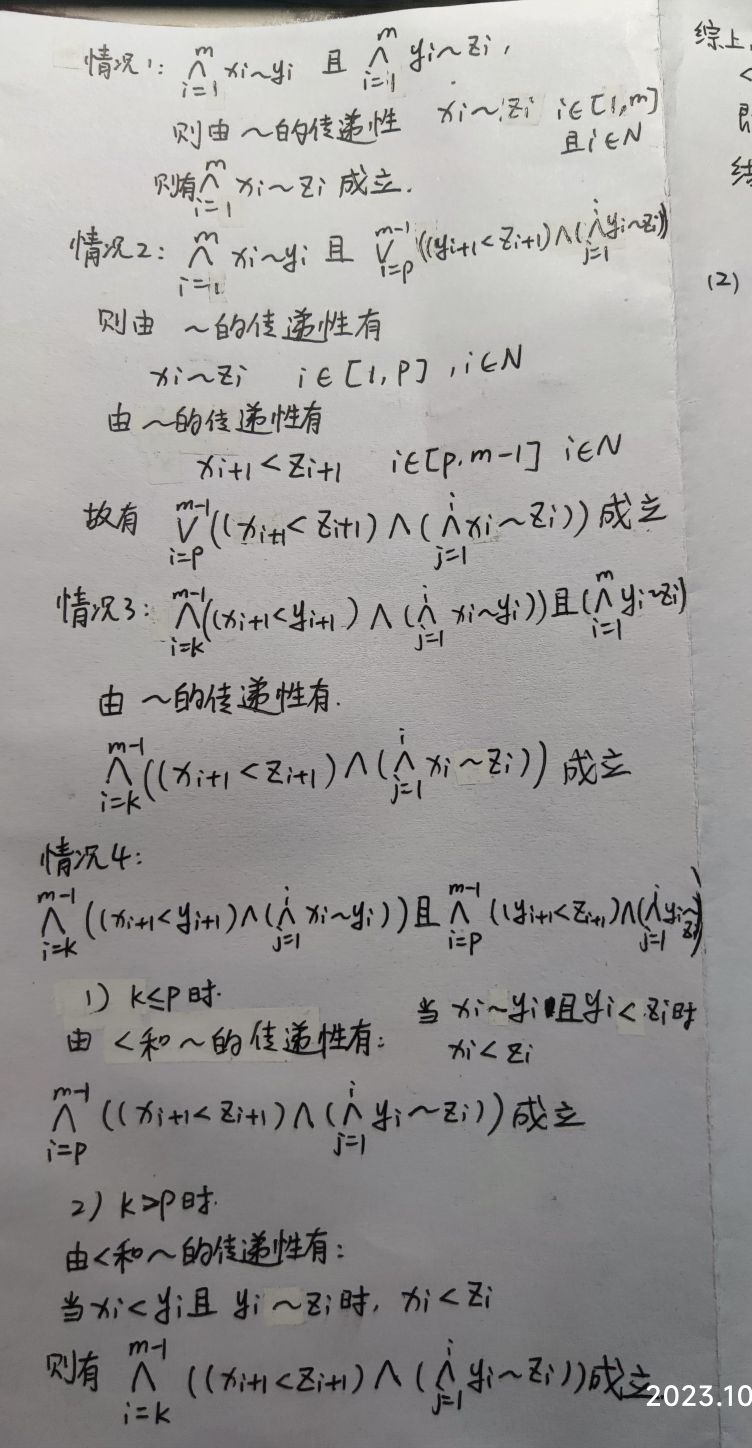 情况1: ⋀_{i=1}^{m} xi~yi 且 ⋀_{i=1}^{m} yi~zi,
则由~的传递性 xi~zi i∈[1,m]
且i∈N
则有⋀_{i=1}^{m} xi~zi 成立.
情况2: ⋀_{i=1}^{m} xi~yi 且 ⋁_{i=p}^{m-1}((yi+1<zi+1)∧(⋀_{j=1}^{i}yi~zi))
则由 ~的传递性有
xi~zi i∈[1,P],i∈N
由~的传递性有
xi+1<zi+1 i∈[p.m-1] i∈N
故有 ⋁_{i=p}^{m-1}((xi+1<zi+1)∧(⋀_{j=1}^{i}xi~zi))成立
情况3: ⋀_{i=k}^{m-1}((xi+1<yi+1)∧(⋀_{j=1}^{i} xi~yi))且(⋀_{i=1}^{m} yi~zi)
由 ~的传递性有.
⋀_{i=k}^{m-1}((xi+1<zi+1)∧(⋀_{j=1}^{i} xi~zi)) 成立
情况4:
⋀_{i=k}^{m-1}((xi+1<yi+1)∧(⋀_{j=1}^{i} xi~yi))且 ⋀_{i=p}^{m-1}((yi+1<zi+1)∧(⋀_{j=1}^{i}yi~zi))
1) k≤p时.
由<和~的传递性有: 当 xi~yi且yi<zi时
xi<zi
⋀_{i=p}^{m-1}((xi+1<zi+1)∧(⋀_{j=1}^{i} yi~zi))成立
2) k>p时.
由<和~的传递性有:
当xi<yi且 yi~zi时, xi<zi
则有 ⋀_{i=k}^{m-1}((xi+1<zi+1)∧(⋀_{j=1}^{i} yi~zi))成立
综上
<
(2)
2023.10